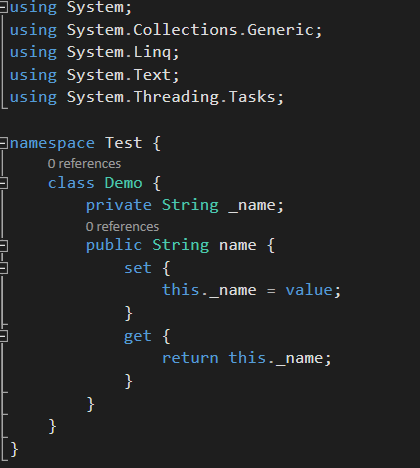 using System;
using System.Collections.Generic;
using System.Linq;
using System.Text;
using System.Threading.Tasks;
namespace Test {
0 references
class Demo {
private String _name;
0 references
public String name {
set {
this._name = value;
}
get {
return this._name;
}
}
}
}